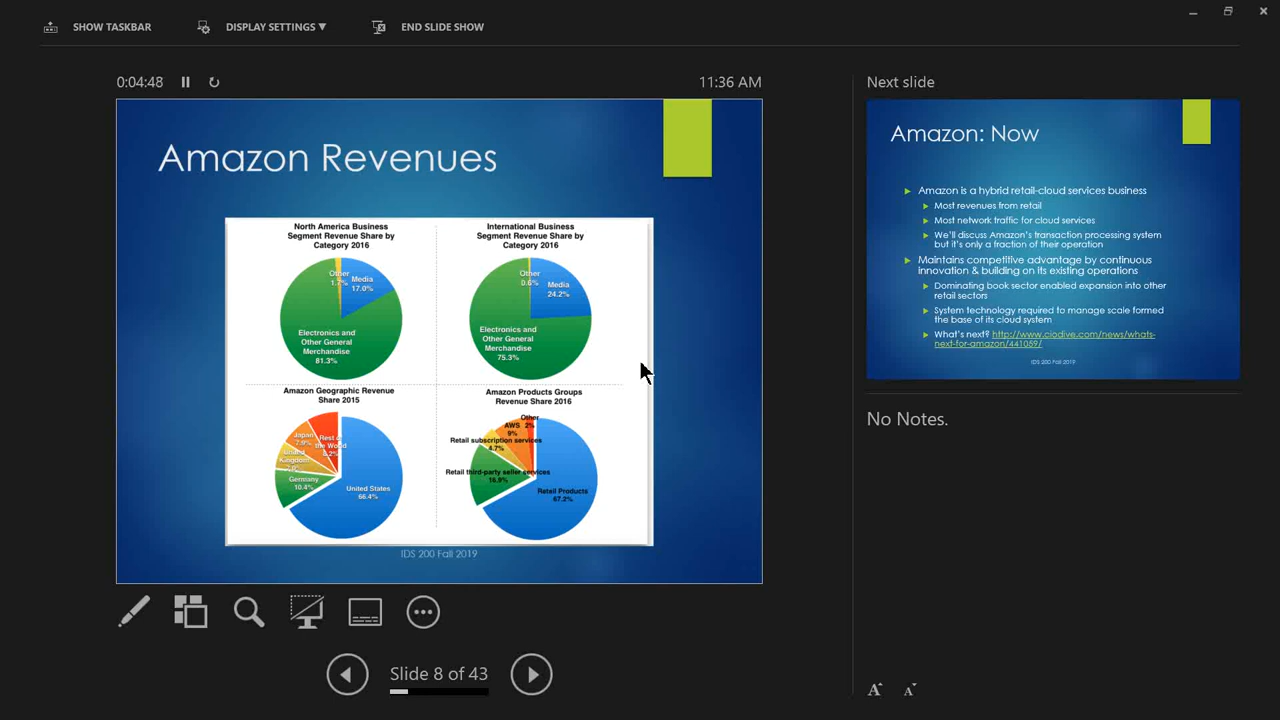 SHOW TASKBAR
DISPLAY SETTINGS ▼
END SLIDE SHOW
0:04:48
11:36 AM
Amazon Revenues
North America Business
Segment Revenue Share by
Category 2016
Other
1.7%
Media
17.0%
Electronics and
Other General
Merchandise
81.3%
International Business
Segment Revenue Share by
Category 2016
Other
0.6%
Media
24.2%
Electronics and
Other General
Merchandise
75.3%
Amazon Geographic Revenue
Share 2015
Japan
7.9%
Rest of
the World
United
Kingdom
Germany
10.4%
United States
66.4%
Amazon Products Groups
Revenue Share 2016
Other
2%
AWS
9%
Retail subscription services
4.7%
Retail third-party seller services
16.9%
Retail Products
67.2%
IDS 200 Fall 2019
Next slide
Amazon: Now
Amazon is a hybrid retail-cloud services business
Most revenues from retail
Most network traffic for cloud services
We'll discuss Amazon's transaction processing system
but it's only a fraction of their operation
Maintains competitive advantage by continuous
innovation & building on its existing operations
Dominating book sector enabled expansion into other
retail sectors
System technology required to manage scale formed
the base of its cloud system
What's next? http://www.ciodive.com/news/whats-
next-for-amazon/441059/
IDS 200 Fall 2019
No Notes.
Slide 8 of 43
A A